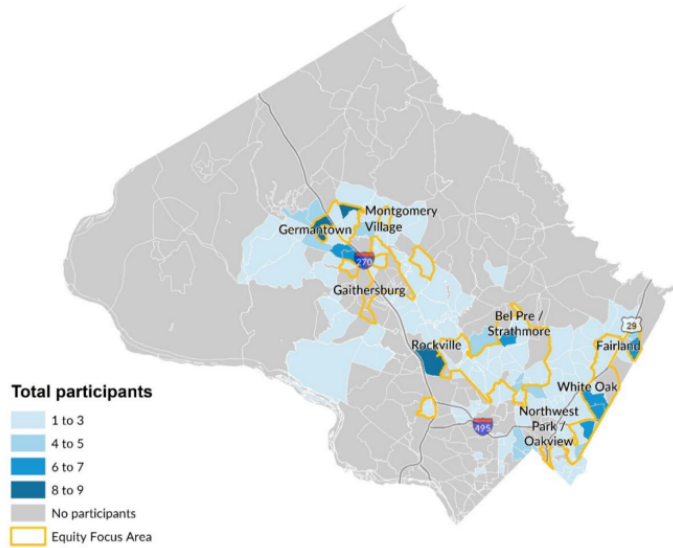 Montgomery
Village
Germantown
270
Gaithersburg
Bel Pre /
Strathmore
29
Rockville
Fairland
White Oak
Northwest
Park /
Oakview
495
Total participants
1 to 3
4 to 5
6 to 7
8 to 9
No participants
Equity Focus Area